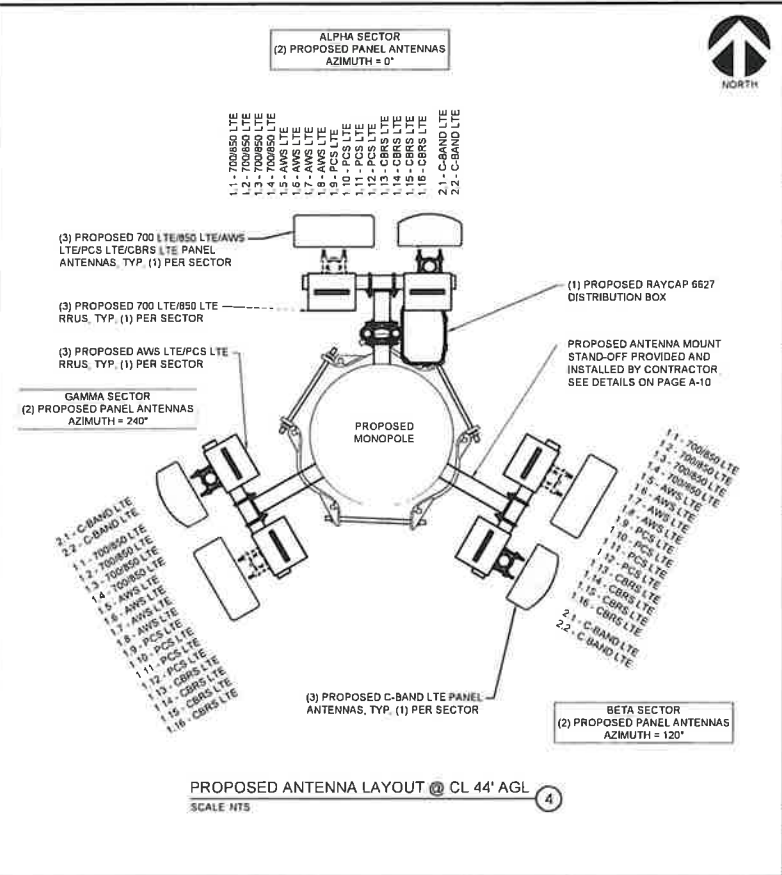 ALPHA SECTOR
(2) PROPOSED PANEL ANTENNAS
AZIMUTH = 0°
NORTH
1.1 - 700/850 LTE
1.2 - 700/850 LTE
1.3 - 700/850 LTE
1.4 - 700/850 LTE
1.5 - AWS LTE
1.6 - AWS LTE
1.7 - AWS LTE
1.8 - AWS LTE
1.9 - PCS LTE
1.10 - PCS LTE
1.11 - PCS LTE
1.12 - PCS LTE
1.13 - CBRS LTE
1.14 - CBRS LTE
1.15 - CBRS LTE
1.16 - CBRS LTE
2.1 - C-BAND LTE
2.2 - C-BAND LTE
(3) PROPOSED 700 LTE/850 LTE/AWS
LTE/PCS LTE/CBRS LTE PANEL
ANTENNAS, TYP. (1) PER SECTOR
(3) PROPOSED 700 LTE/850 LTE
RRUS, TYP. (1) PER SECTOR
(3) PROPOSED AWS LTE/PCS LTE
RRUS, TYP. (1) PER SECTOR
(1) PROPOSED RAYCAP 6627
DISTRIBUTION BOX
PROPOSED ANTENNA MOUNT
STAND-OFF PROVIDED AND
INSTALLED BY CONTRACTOR
SEE DETAILS ON PAGE A-10
GAMMA SECTOR
(2) PROPOSED PANEL ANTENNAS
AZIMUTH = 240°
PROPOSED
MONOPOLE
2.1 - C-BAND LTE
2.2 - C-BAND LTE
1.1 - 700/850 LTE
1.2 - 700/850 LTE
1.3 - 700/850 LTE
1.4 - 700/850 LTE
1.5 - AWS LTE
1.6 - AWS LTE
1.7 - AWS LTE
1.8 - AWS LTE
1.9 - PCS LTE
1.10 - PCS LTE
1.11 - PCS LTE
1.12 - PCS LTE
1.13 - CBRS LTE
1.14 - CBRS LTE
1.15 - CBRS LTE
1.16 - CBRS LTE
1.1 - 700/850 LTE
1.2 - 700/850 LTE
1.3 - 700/850 LTE
1.4 - 700/850 LTE
1.5 - AWS LTE
1.6 - AWS LTE
1.7 - AWS LTE
1.8 - AWS LTE
1.9 - PCS LTE
1.10 - PCS LTE
1.11 - PCS LTE
1.12 - PCS LTE
1.13 - CBRS LTE
1.14 - CBRS LTE
1.15 - CBRS LTE
1.16 - CBRS LTE
2.1 - C-BAND LTE
2.2 - C-BAND LTE
(3) PROPOSED C-BAND LTE PANEL
ANTENNAS, TYP. (1) PER SECTOR
BETA SECTOR
(2) PROPOSED PANEL ANTENNAS
AZIMUTH = 120°
PROPOSED ANTENNA LAYOUT @ CL 44' AGL
4
SCALE NTS